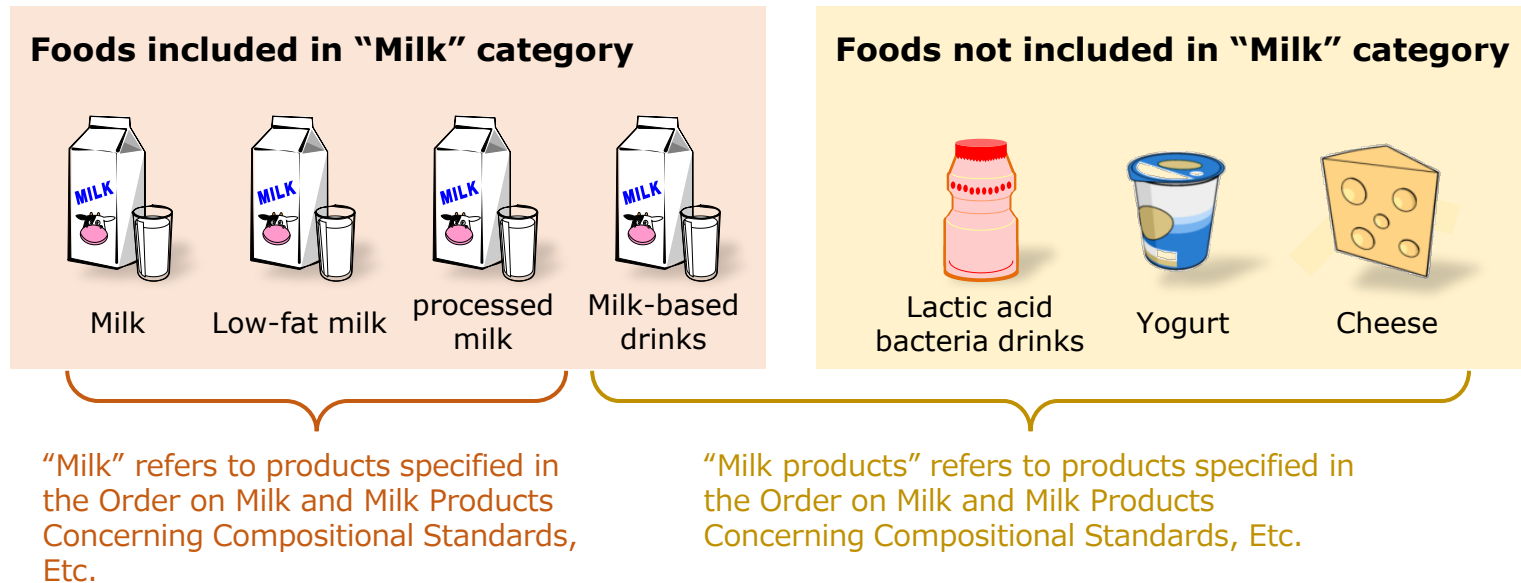 Foods included in “Milk” category
MILK
MILK
MILK
MILK
Milk
Low-fat milk
processed
milk
Milk-based
drinks
Foods not included in “Milk” category
Lactic acid
bacteria drinks
Yogurt
Cheese
“Milk” refers to products specified in
the Order on Milk and Milk Products
Concerning Compositional Standards,
Etc.
“Milk products” refers to products specified in
the Order on Milk and Milk Products
Concerning Compositional Standards, Etc.